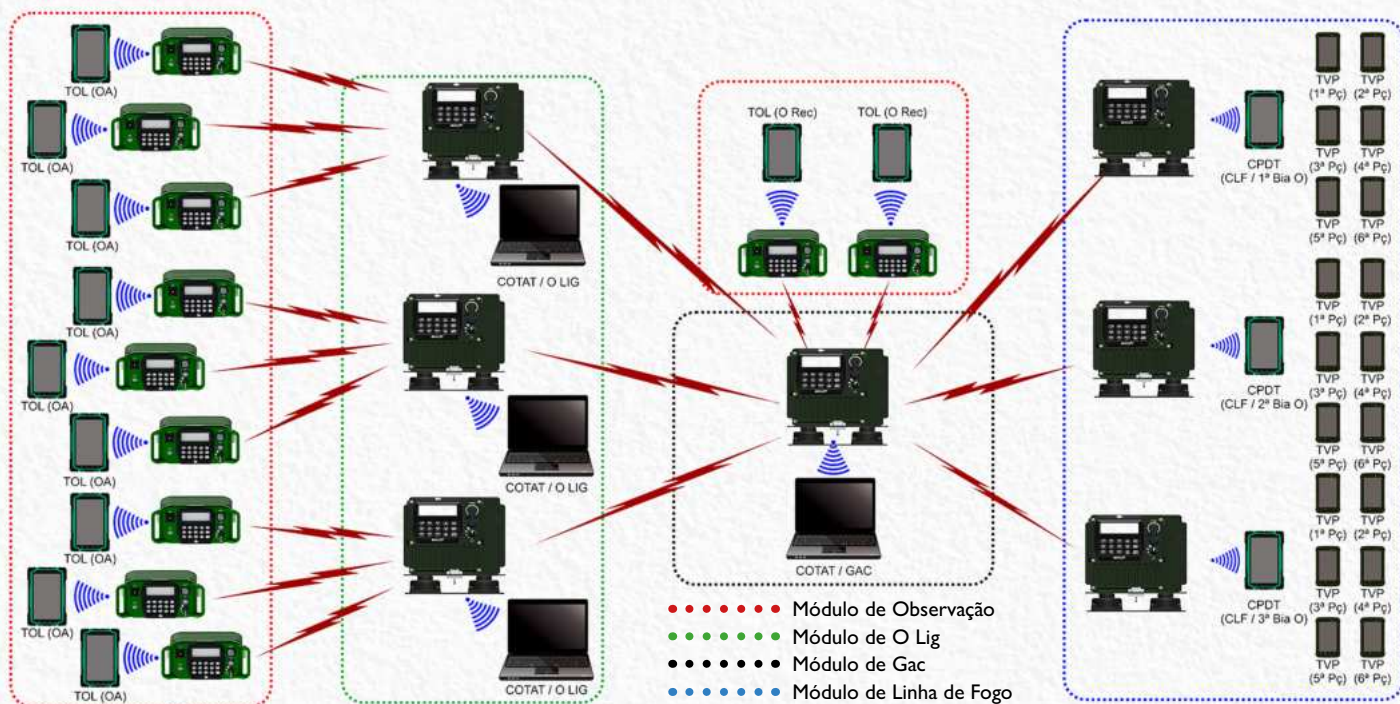 TOL (OA)
TOL (OA)
TOL (OA)
TOL (OA)
TOL (OA)
TOL (OA)
TOL (OA)
TOL (OA)
TOL (OA)
COTAT / O LIG
COTAT / O LIG
COTAT / O LIG
TOL (O Rec)
TOL (O Rec)
COTAT / GAC
Módulo de Observação
Módulo de O Lig
Módulo de Gac
Módulo de Linha de Fogo
CPDT
(CLF / 1ª Bia O)
TVP
(1ª Pç)
TVP
(2ª Pç)
TVP
(3ª Pç)
TVP
(4ª Pç)
TVP
(5ª Pç)
TVP
(6ª Pç)
CPDT
(CLF / 2ª Bia O)
TVP
(1ª Pç)
TVP
(2ª Pç)
TVP
(3ª Pç)
TVP
(4ª Pç)
TVP
(5ª Pç)
TVP
(6ª Pç)
CPDT
(CLF / 3ª Bia O)
TVP
(1ª Pç)
TVP
(2ª Pç)
TVP
(3ª Pç)
TVP
(4ª Pç)
TVP
(5ª Pç)
TVP
(6ª Pç)